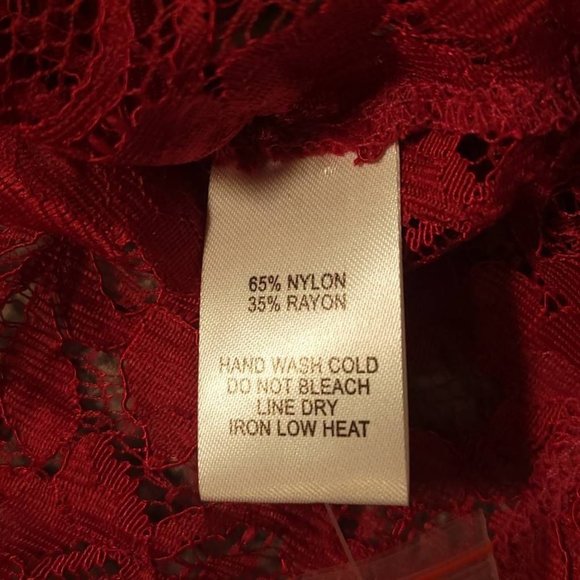 65% NYLON
35% RAYON
HAND WASH COLD
DO NOT BLEACH
LINE DRY
IRON LOW HEAT